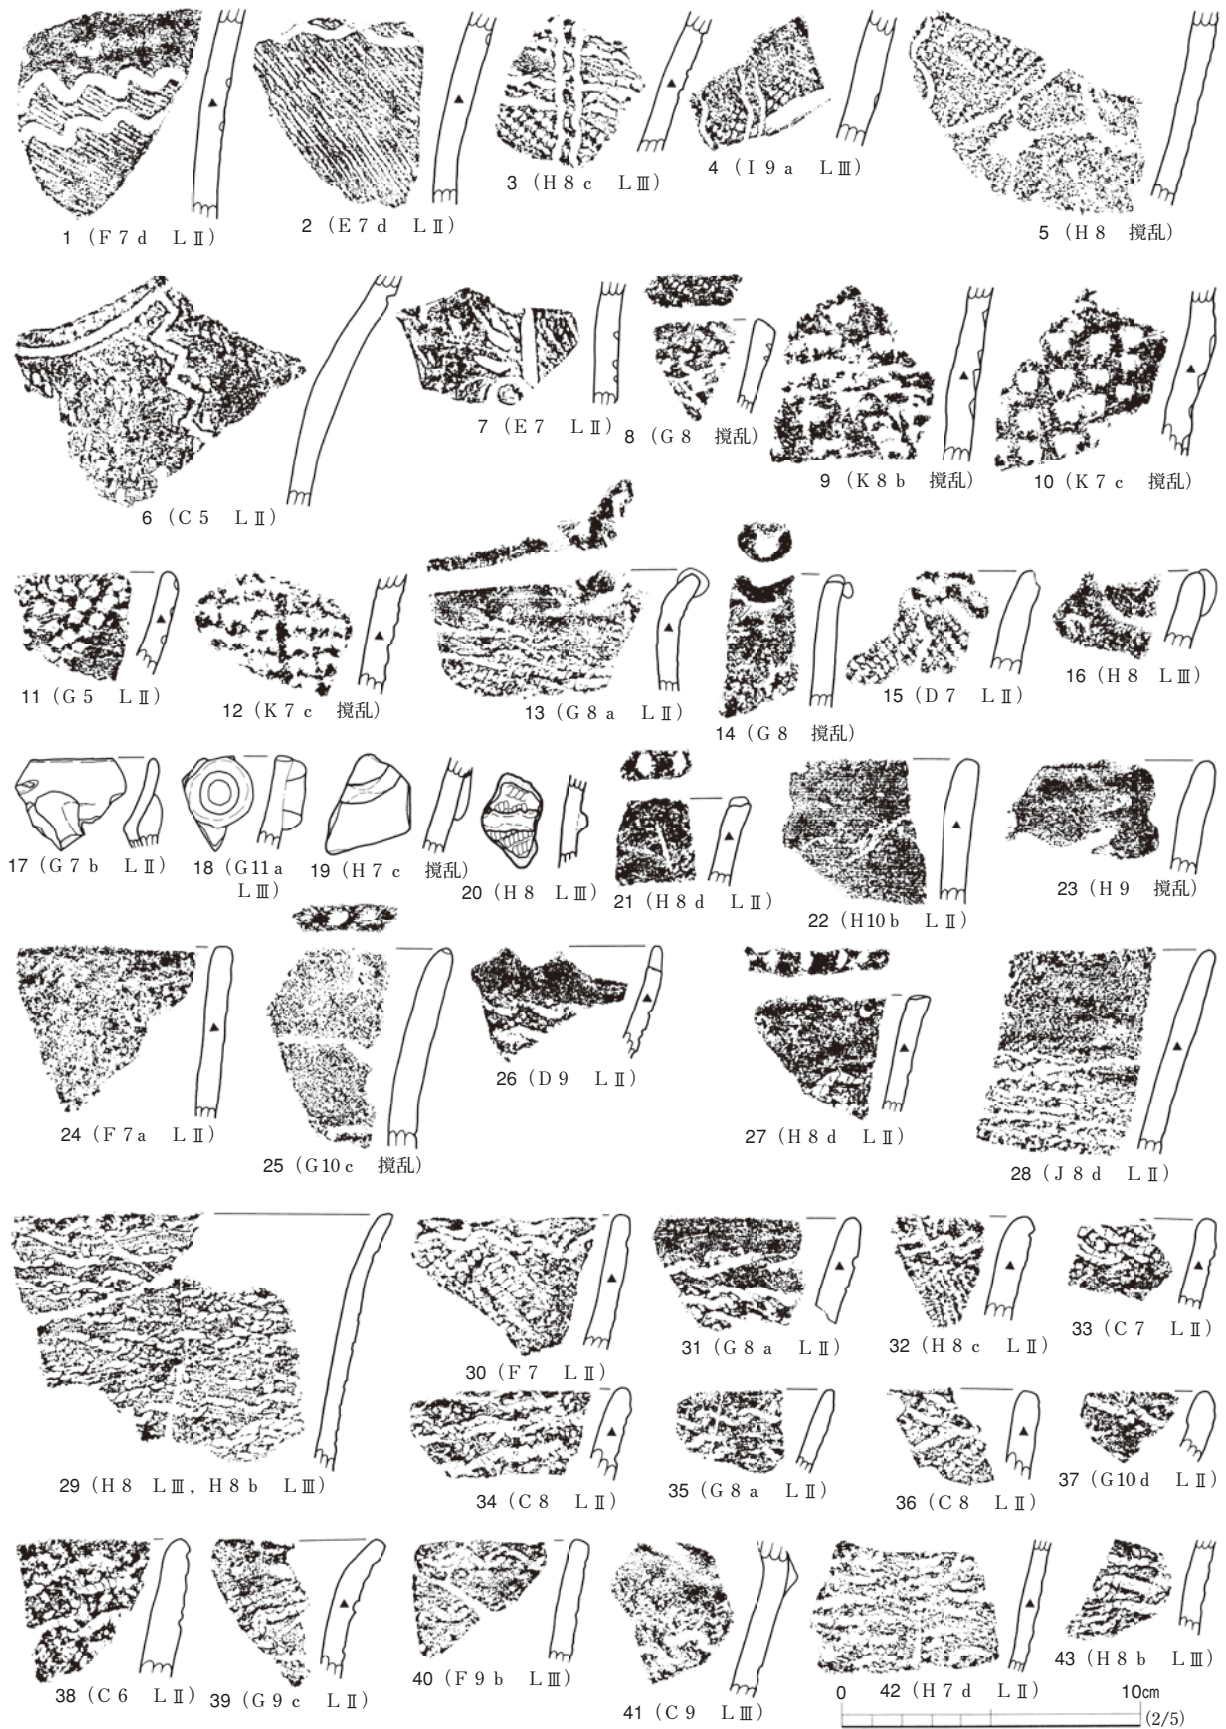 1（F 7 d　L Ⅱ）
2（E 7 d　L Ⅱ）
3（H 8 c　L Ⅲ）
4（I 9 a　L Ⅲ）
5（H 8　撹乱）
6（C 5　L Ⅱ）
7（E 7　L Ⅱ）
8（G 8　撹乱）
9（K 8 b　撹乱）
10（K 7 c　撹乱）
11（G 5　L Ⅱ）
12（K 7 c　撹乱）
13（G 8 a　L Ⅱ）
14（G 8　撹乱）
15（D 7　L Ⅱ）
16（H 8　L Ⅲ）
17（G 7 b　L Ⅱ）
18（G11 a
L Ⅲ）
19（H 7 c　撹乱）
20（H 8　L Ⅲ）
21（H 8 d　L Ⅱ）
22（H10 b　L Ⅱ）
23（H 9　撹乱）
24（F 7 a　L Ⅱ）
25（G10 c　撹乱）
26（D 9　L Ⅱ）
27（H 8 d　L Ⅱ）
28（J 8 d　L Ⅱ）
29（H 8　L Ⅲ，H 8 b　L Ⅲ）
30（F 7　L Ⅱ）
31（G 8 a　L Ⅱ）
32（H 8 c　L Ⅱ）
33（C 7　L Ⅱ）
34（C 8　L Ⅱ）
35（G 8 a　L Ⅱ）
36（C 8　L Ⅱ）
37（G10 d　L Ⅱ）
38（C 6　L Ⅱ）
39（G 9 c　L Ⅱ）
40（F 9 b　L Ⅲ）
41（C 9　L Ⅲ）
42（H 7 d　L Ⅱ）
43（H 8 b　L Ⅲ）
0　10cm
(2/5)